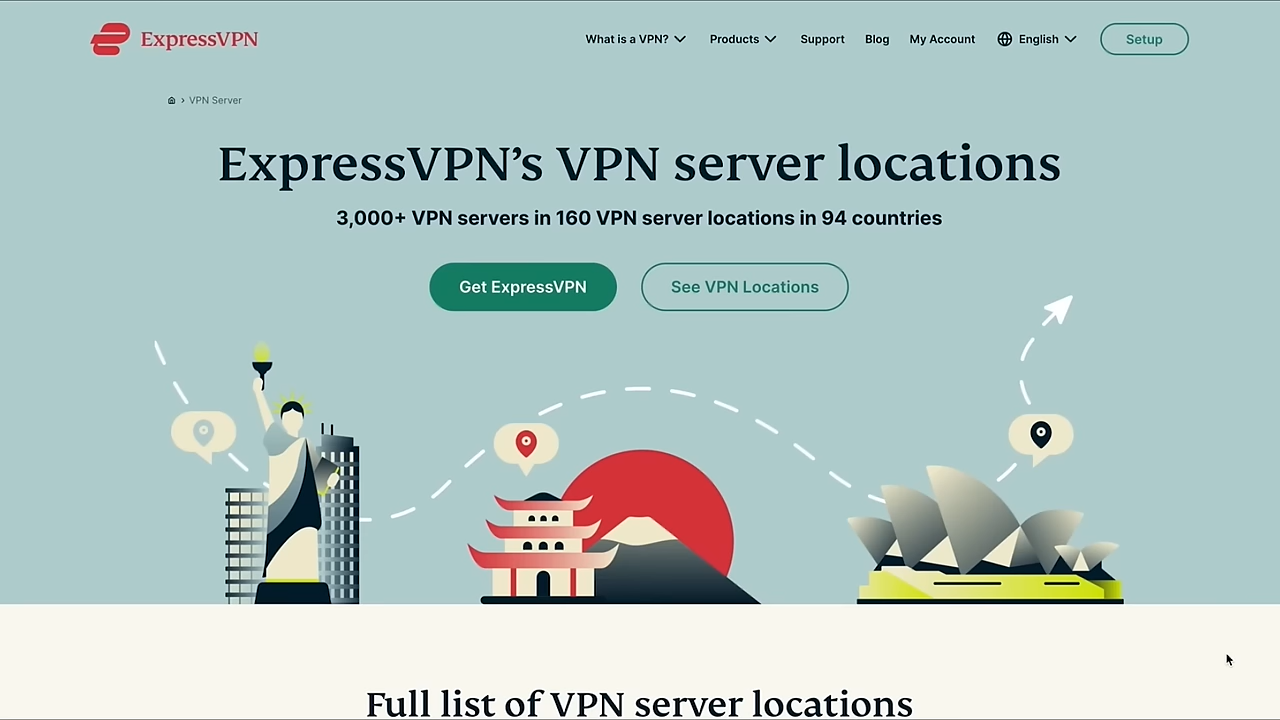 ExpressVPN
What is a VPN?
Products
Support
Blog
My Account
English
Setup
VPN Server
ExpressVPN’s VPN server locations
3,000+ VPN servers in 160 VPN server locations in 94 countries
Get ExpressVPN
See VPN Locations
Full list of VPN server locations